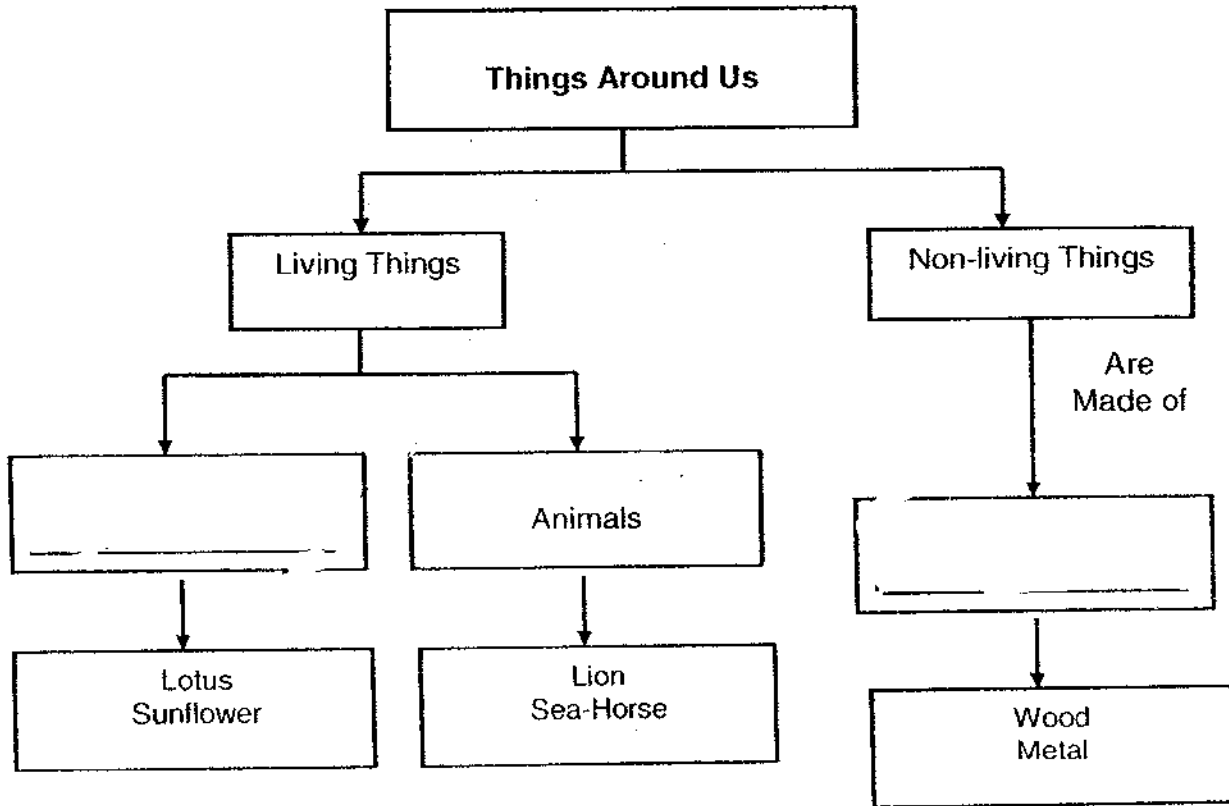 Things Around Us
Living Things
Non-living Things
Are
Made of
Animals
Lotus
Sunflower
Lion
Sea-Horse
Wood
Metal